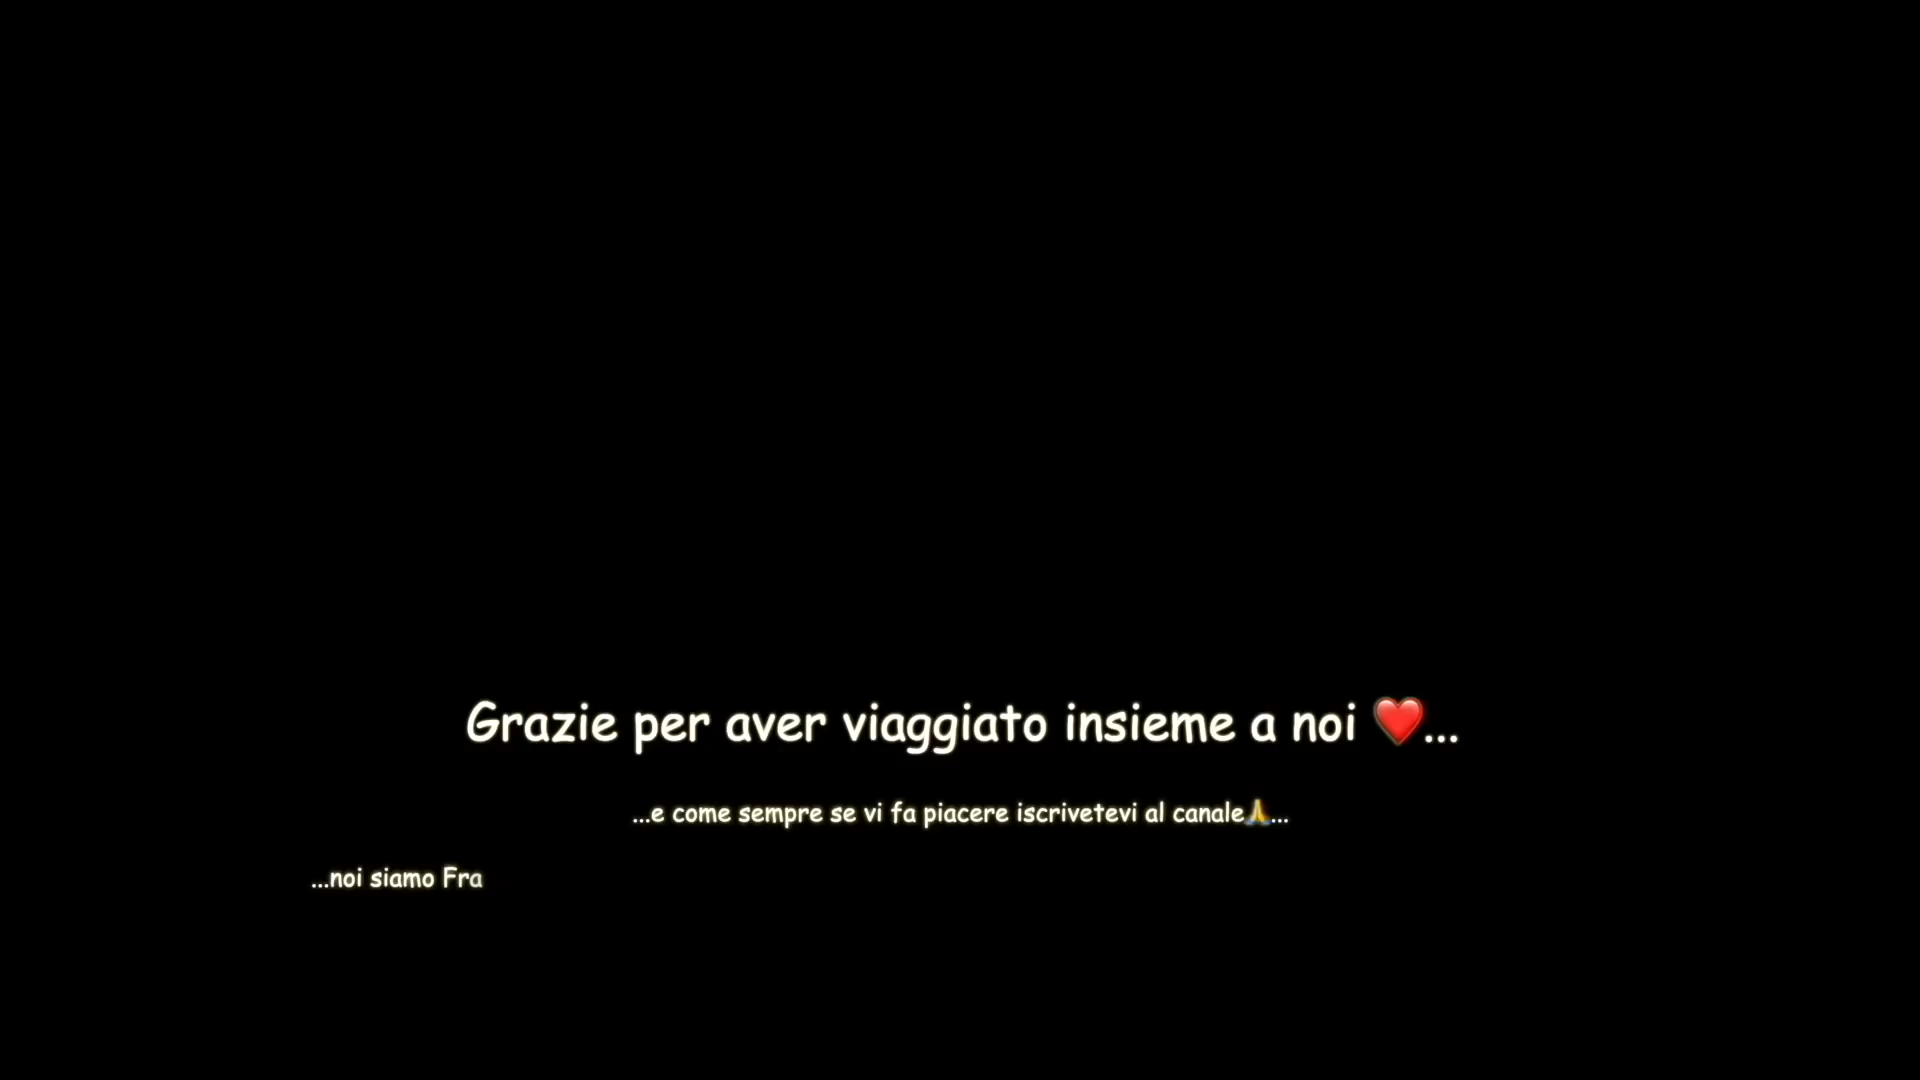 Grazie per aver viaggiato insieme a noi ❤️...
...e come sempre se vi fa piacere iscrivetevi al canale🙏...
...noi siamo Fra